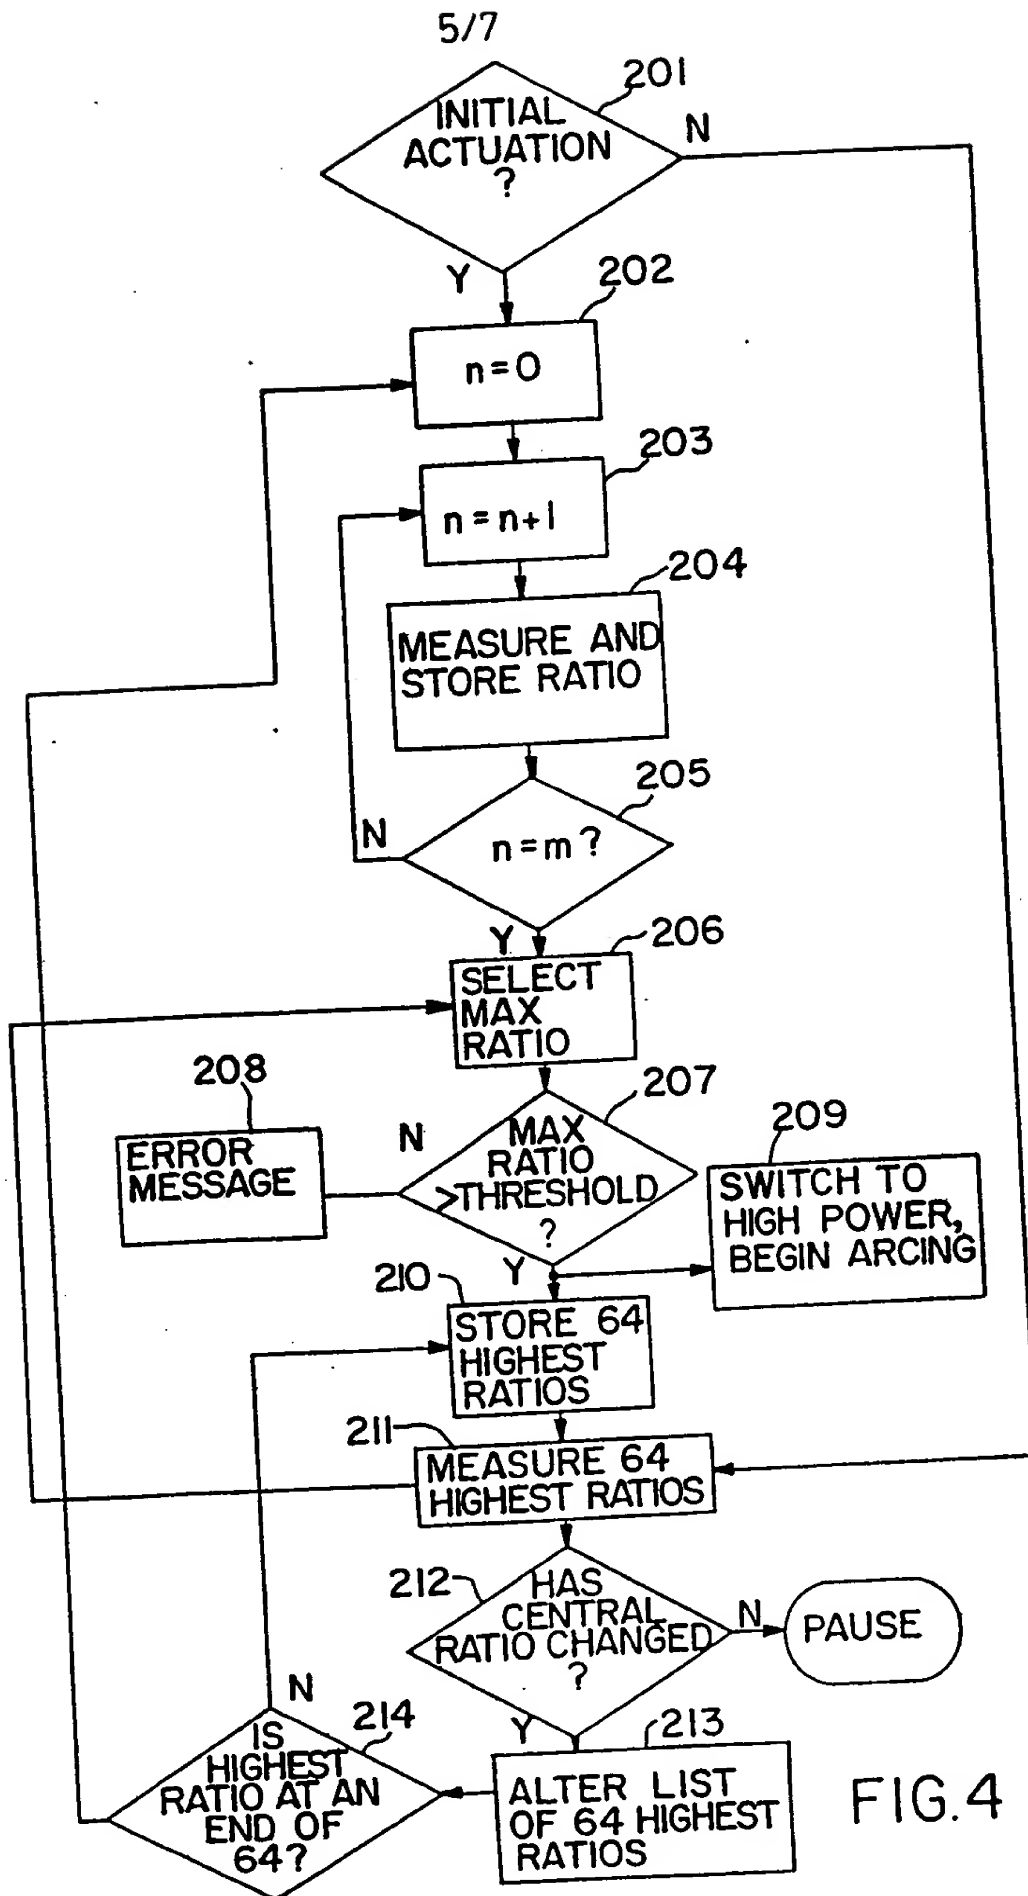 5/7
201
INITIAL
ACTUATION
?
N
Y
202
n=0
203
n=n+1
204
MEASURE AND
STORE RATIO
205
n=m?
N
Y
206
SELECT
MAX
RATIO
207
MAX
RATIO
>THRESHOLD
?
N
208
ERROR
MESSAGE
209
SWITCH TO
HIGH POWER,
BEGIN ARCING
Y
210
STORE 64
HIGHEST
RATIOS
211
MEASURE 64
HIGHEST RATIOS
212
HAS
CENTRAL
RATIO CHANGED
?
N
PAUSE
Y
213
ALTER LIST
OF 64 HIGHEST
RATIOS
214
IS
HIGHEST
RATIO AT AN
END OF
64?
N
FIG.4